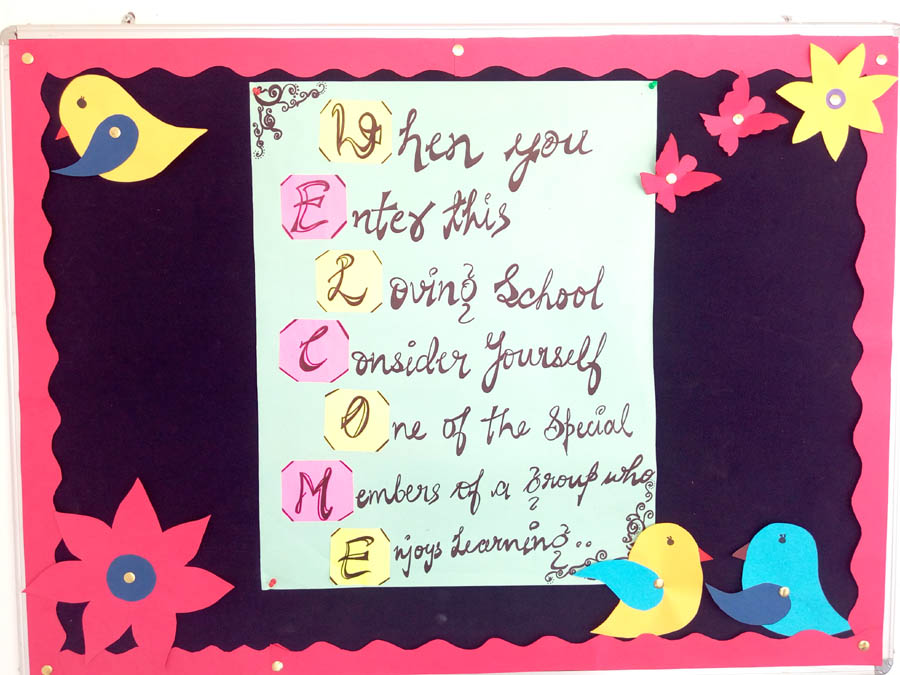 When you
Enter this
Loving School
Consider Yourself
One of the Special
Members of a Group who
Enjoys Learning..